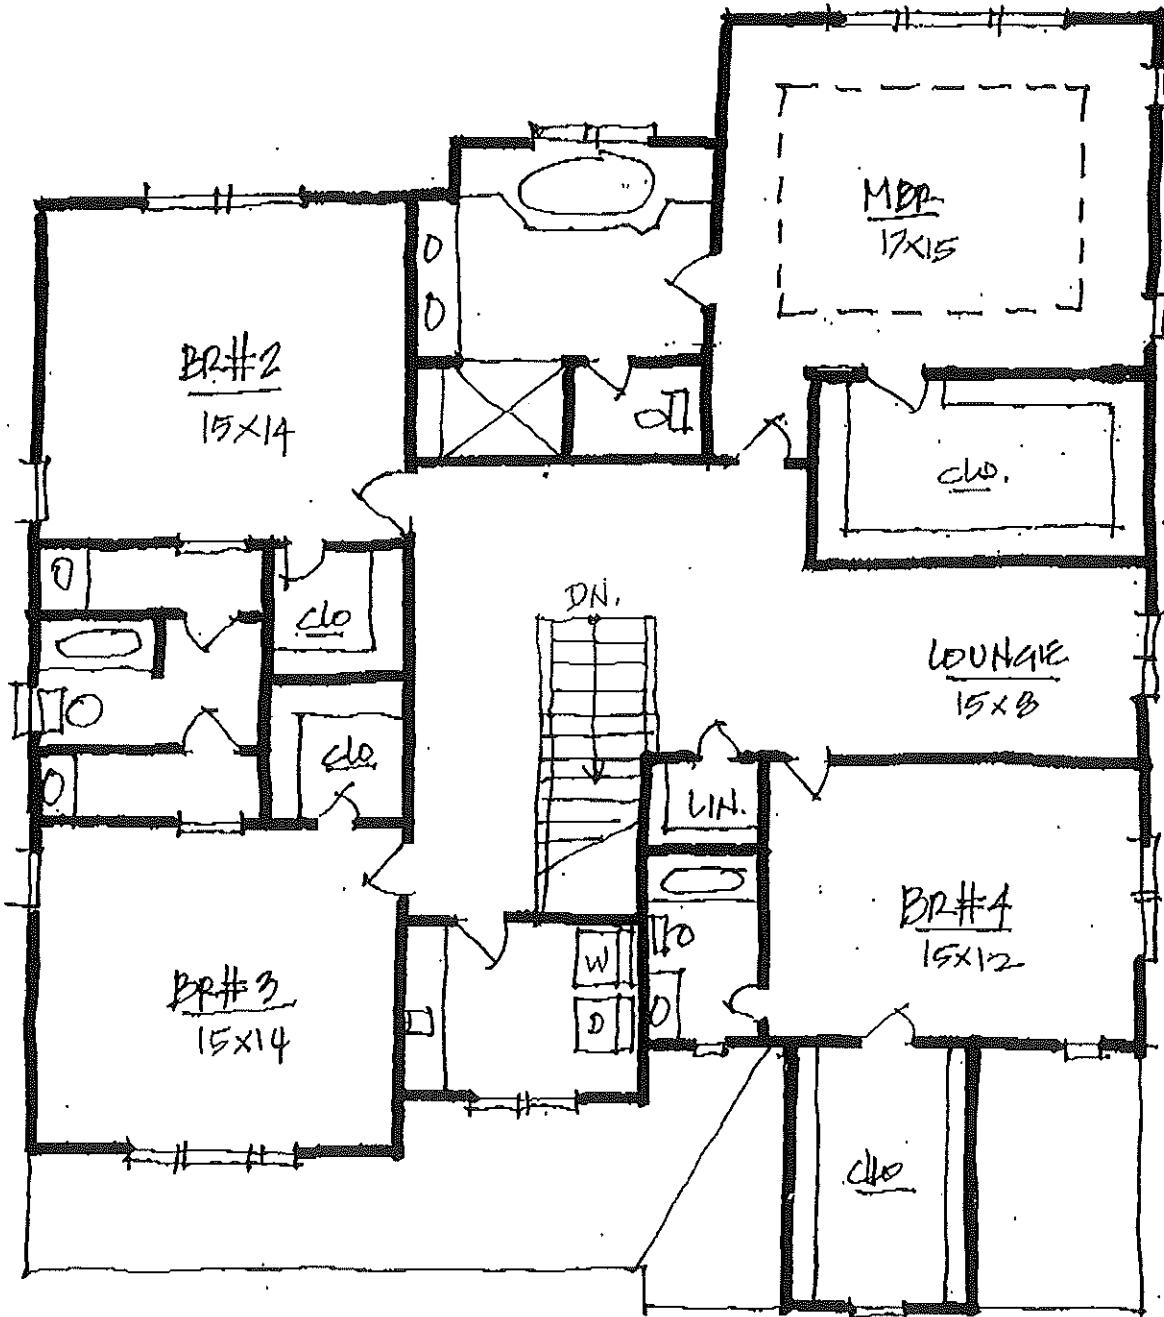 MBR
17x15
BR#2
15x14
clo.
DN.
clo
LOUNGE
15x8
clo
LIN.
BR#4
15x12
W
BR#3
15x14
D
clo